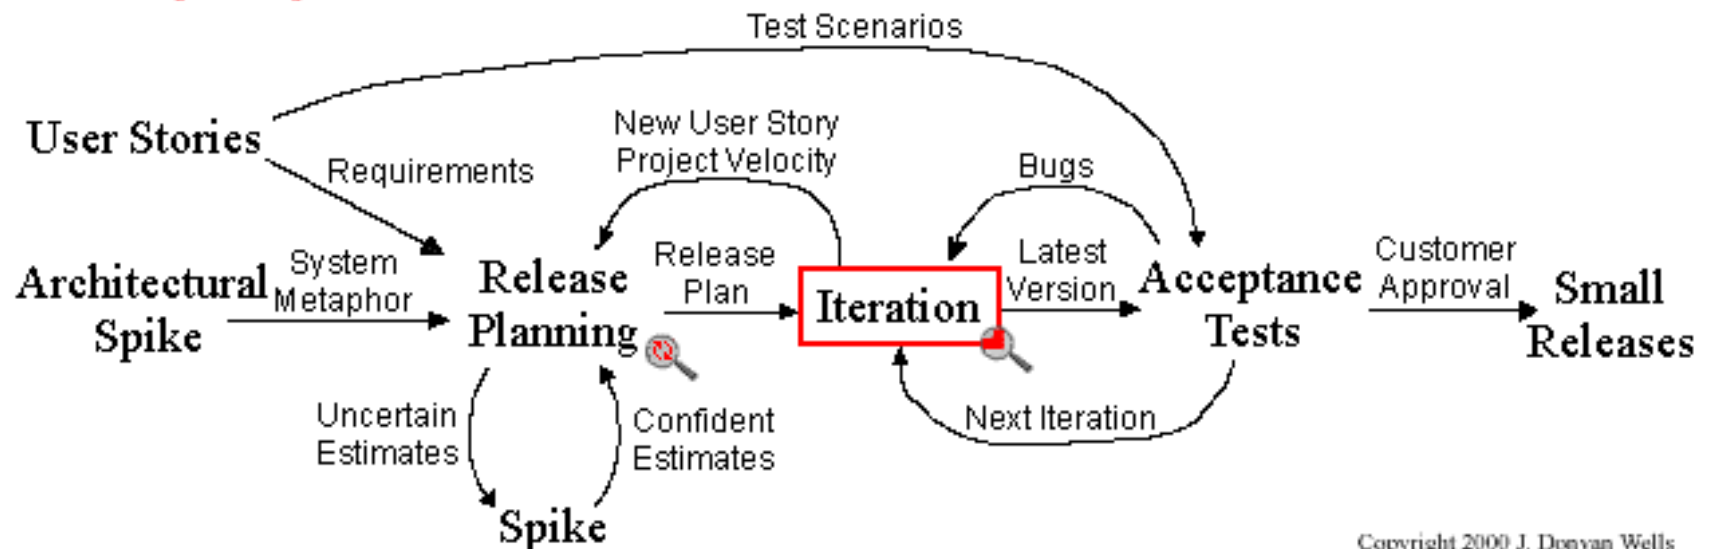 Test Scenarios
User Stories
Requirements
New User Story
Project Velocity
Bugs
Architectural
Spike
System
Metaphor
Release
Planning
Release
Plan
Iteration
Latest
Version
Acceptance
Tests
Customer
Approval
Small
Releases
Uncertain
Estimates
Confident
Estimates
Next Iteration
Spike
Copyright 2000 J. Donvan Wells